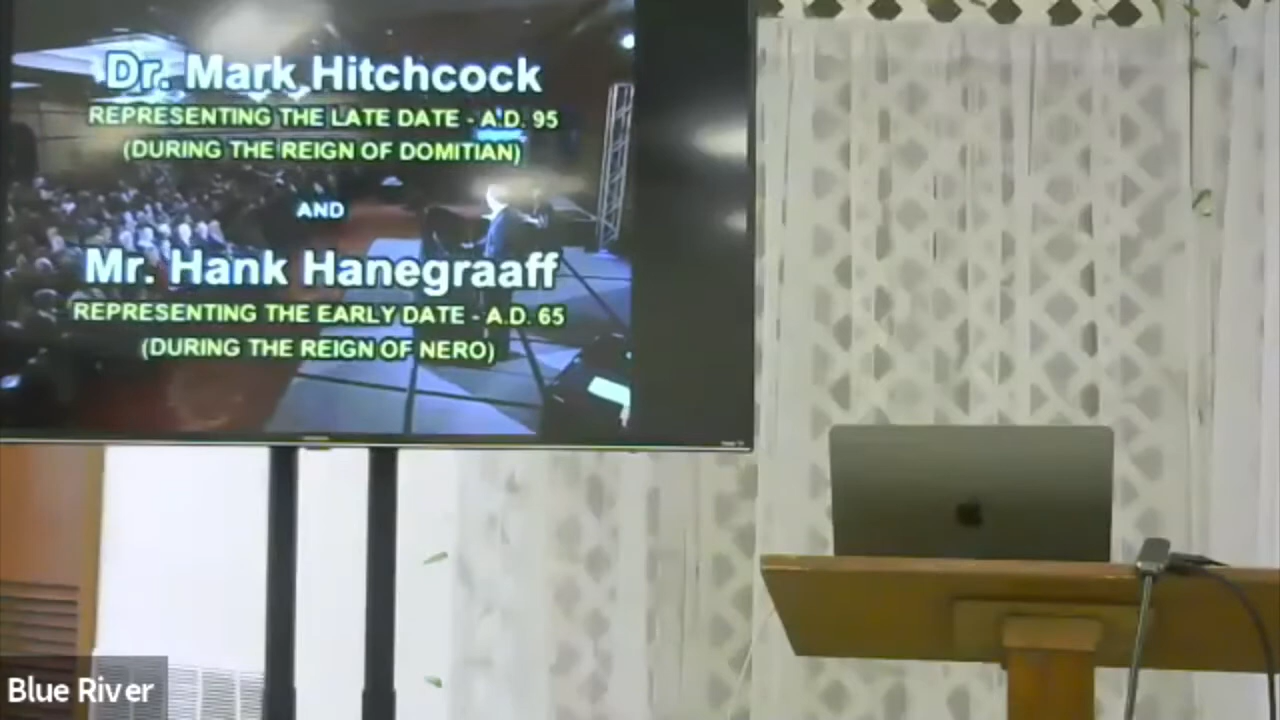 Dr. Mark Hitchcock
REPRESENTING THE LATE DATE - A.D. 95
(DURING THE REIGN OF DOMITIAN)
AND
Mr. Hank Hanegraaff
REPRESENTING THE EARLY DATE - A.D. 65
(DURING THE REIGN OF NERO)
Blue River